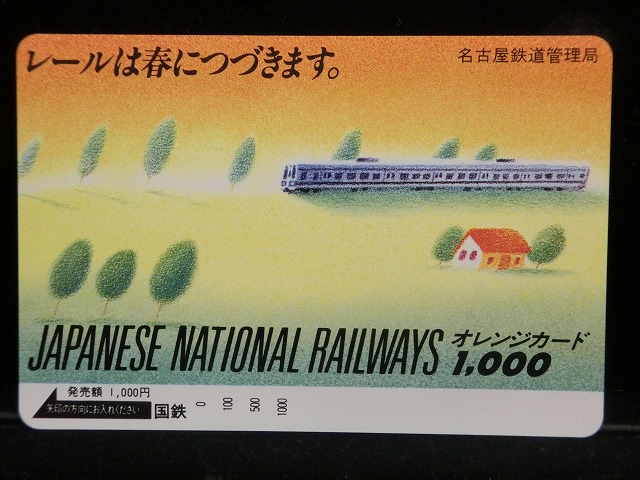 レールは春につづきます。
名古屋鉄道管理局
JAPANESE NATIONAL RAILWAYS
オレンジカード
1,000
発売額 1,000円
矢印の方向にお入れください
国鉄
0 100 500 1000